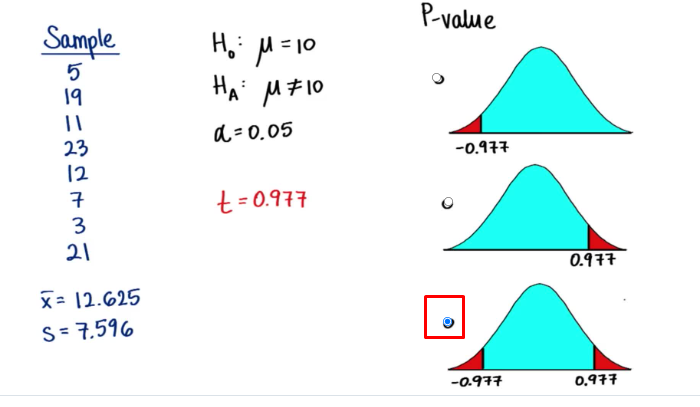 Sample
5
19
11
23
12
7
3
21
x̄ = 12.625
s = 7.596
H₀: μ = 10
H_A: μ ≠ 10
α = 0.05
t = 0.977
P-value
-0.977
0.977
-0.977 0.977